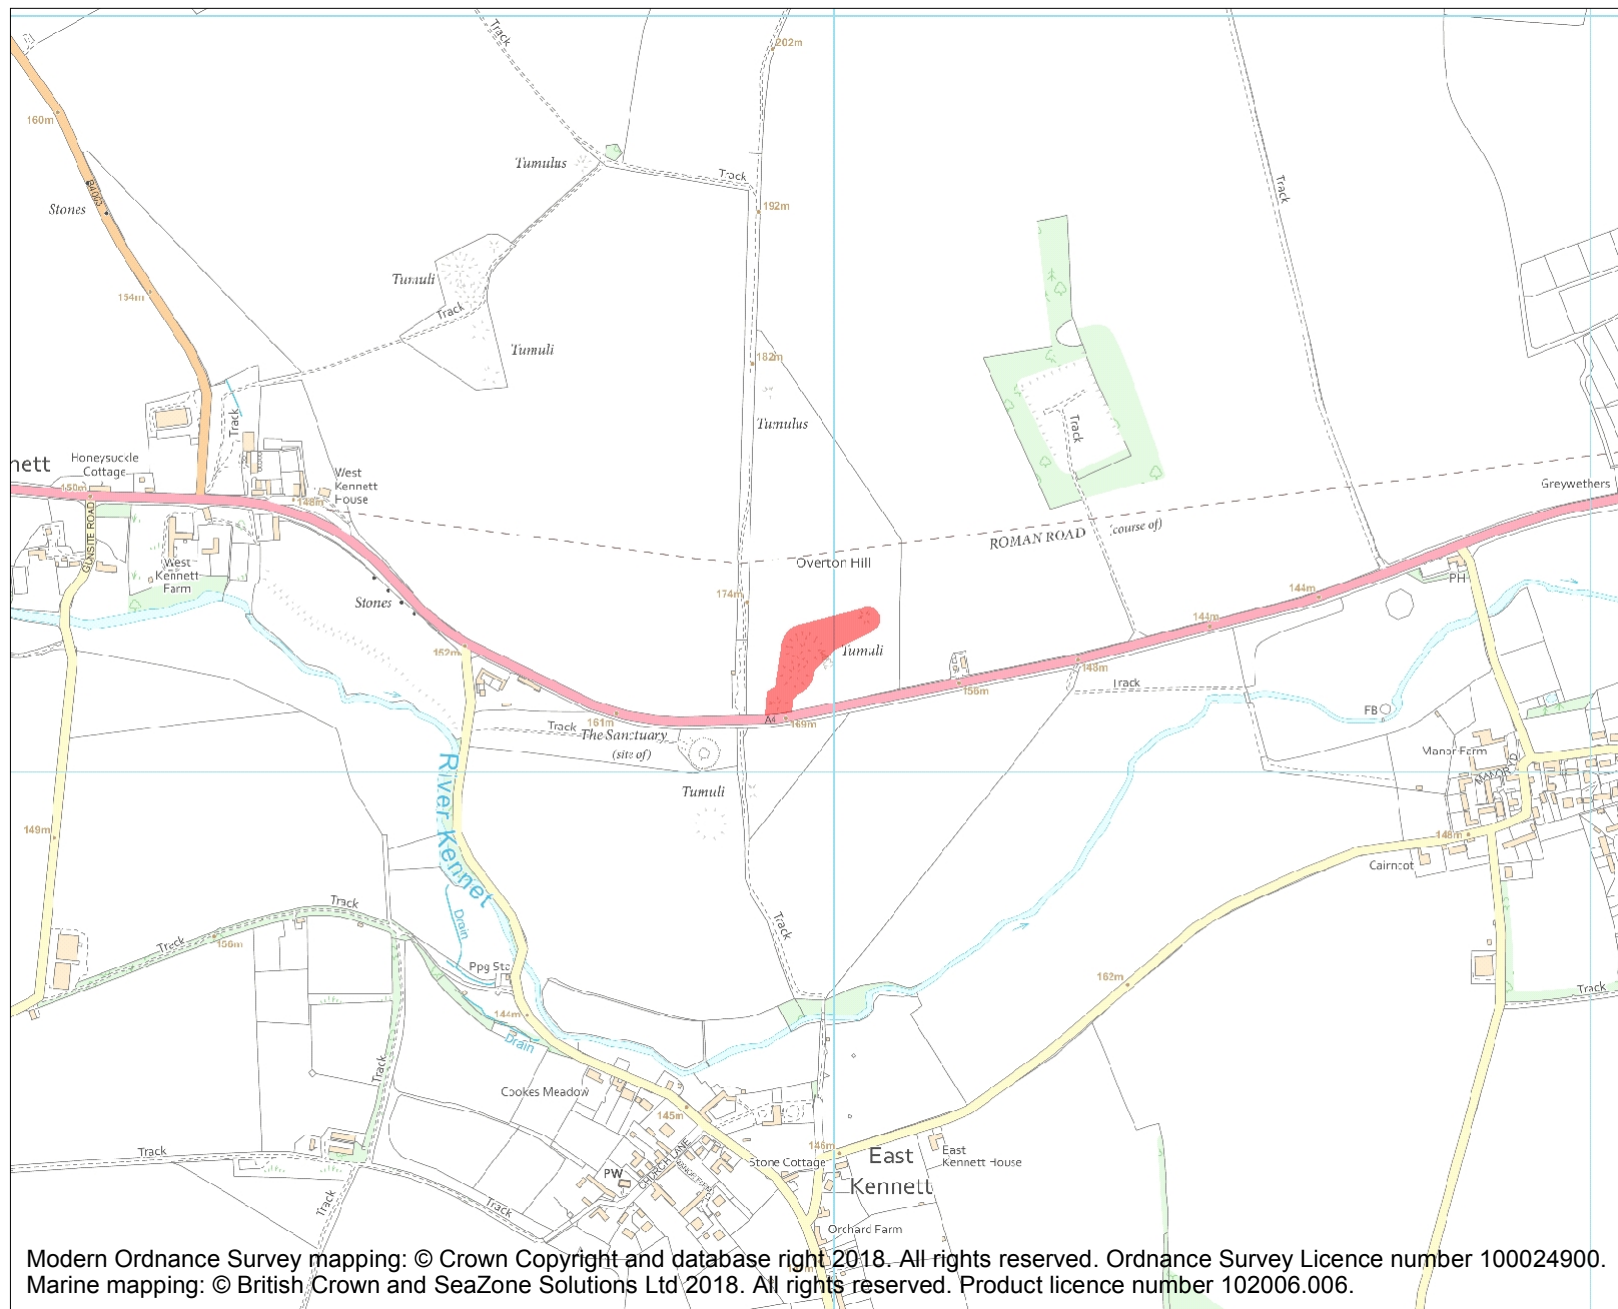 Track
202m
160m
Tumulus
Track
B4003
Stones
192m
Track
Tumuli
154m
Track
Tumuli
182m
Track
Tumulus
Track
nett
Honeysuckle
Cottage
West
Kennett
House
150m
148m
Greywethers
GUNSITE ROAD
ROMAN ROAD (course of)
Overton Hill
West
Kennett
Farm
PH
Stones
174m
144m
144m
152m
Tumuli
148m
Track
156m
161m
A4
169m
Track
The Sanctuary
(site of)
FB
Manor Farm
River Kennet
Tumuli
149m
148m
Cairncot
Track
Track
Track
156m
Drain
Ppg Sta
162m
Track
144m
Drain
Track
Cookes Meadow
145m
146m
Track
Stone Cottage
East
Kennett
East
Kennett House
PW
CHURCH LANE
Track
Track
Orchard Farm
Modern Ordnance Survey mapping: © Crown Copyright and database right 2018. All rights reserved. Ordnance Survey Licence number 100024900.
Marine mapping: © British Crown and SeaZone Solutions Ltd 2018. All rights reserved. Product licence number 102006.006.